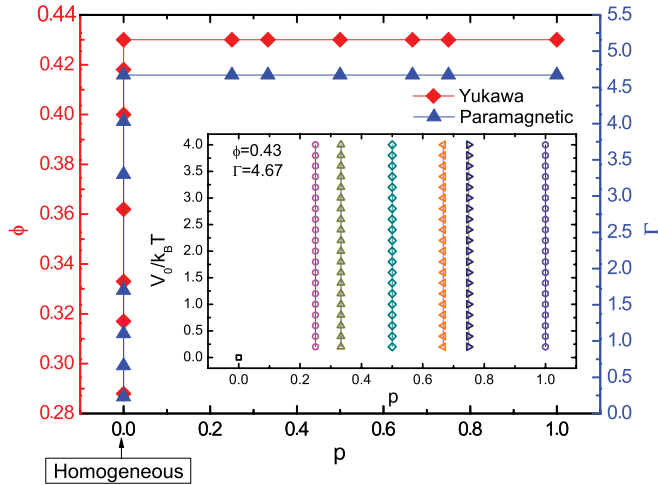 0.44
0.42
0.40
0.38
0.36
0.34
0.32
0.30
0.28
ϕ
5.5
5.0
4.5
4.0
3.5
3.0
2.5
2.0
1.5
1.0
0.5
0.0
Γ
Yukawa
Paramagnetic
ϕ=0.43
Γ=4.67
4.0
3.5
3.0
2.5
2.0
1.5
1.0
0.5
0.0
V₀/k_BT
0.0 0.2 0.4 0.6 0.8 1.0
p
0.0 0.2 0.4 0.6 0.8 1.0
p
Homogeneous